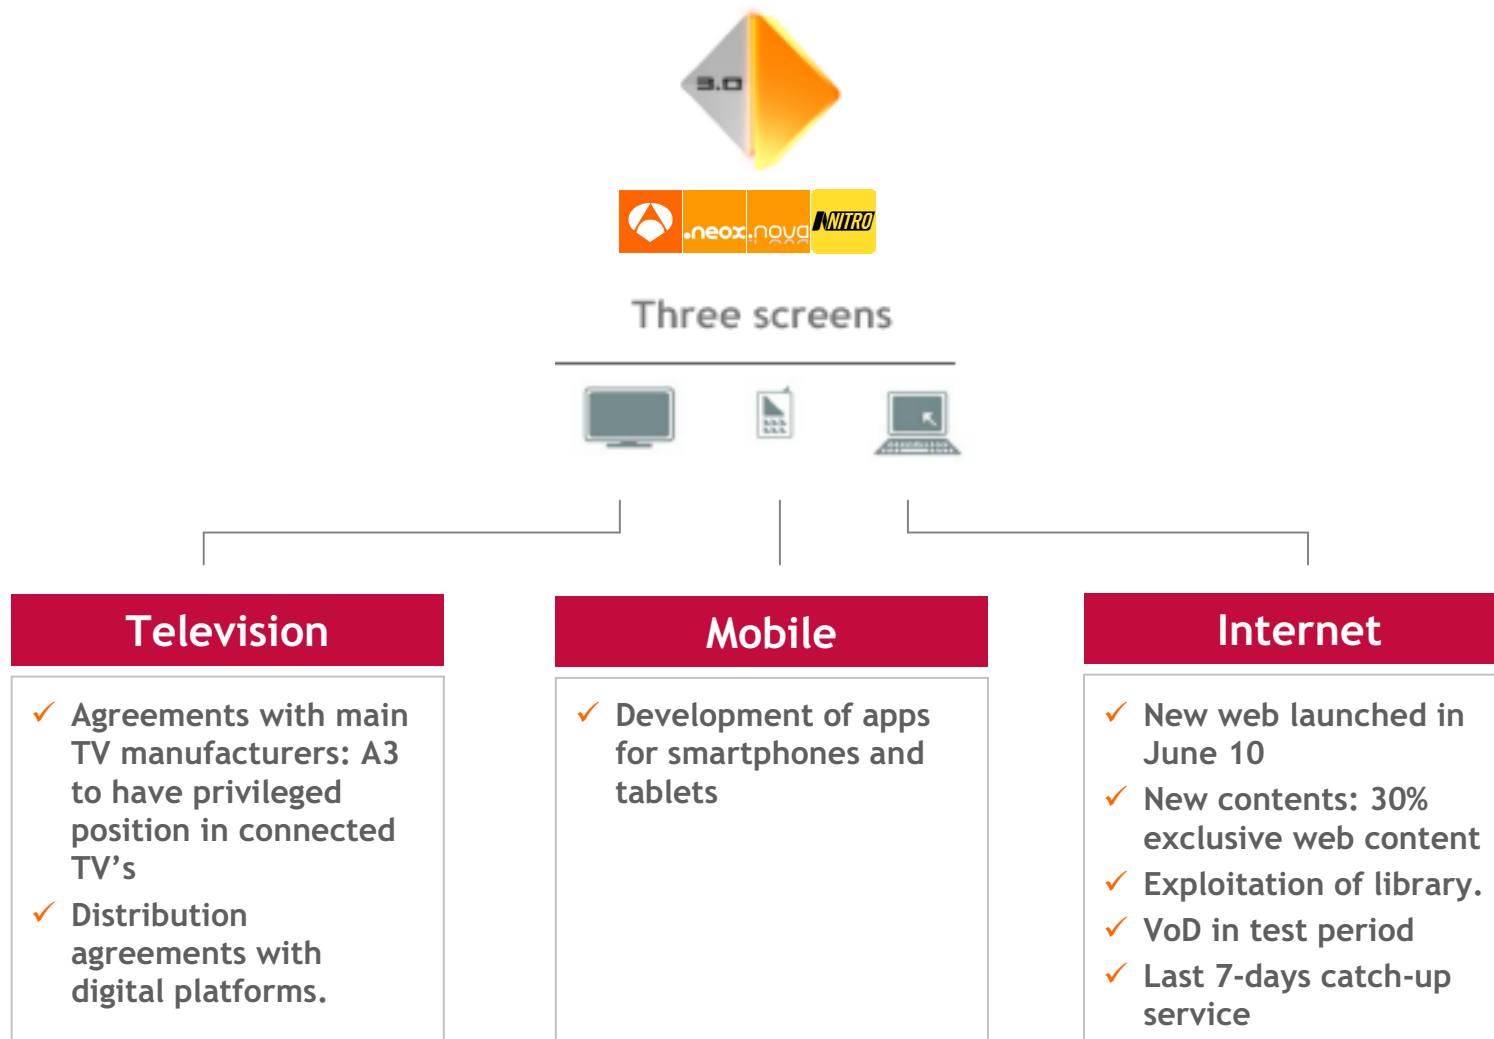 3.0
.neox
.nova
NITRO
Three screens
Television
✓ Agreements with main
TV manufacturers: A3
to have privileged
position in connected
TV’s
✓ Distribution
agreements with
digital platforms.
Mobile
✓ Development of apps
for smartphones and
tablets
Internet
✓ New web launched in
June 10
✓ New contents: 30%
exclusive web content
✓ Exploitation of library.
✓ VoD in test period
✓ Last 7-days catch-up
service